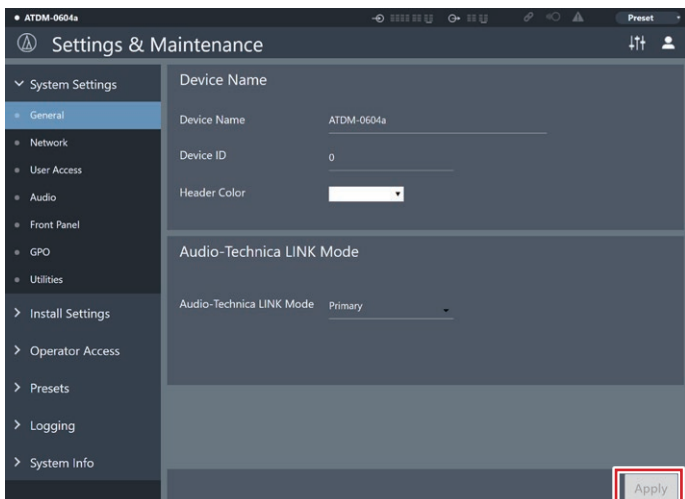 ATDM-0604a
Preset
Settings & Maintenance
System Settings
General
Network
User Access
Audio
Front Panel
GPO
Utilities
Install Settings
Operator Access
Presets
Logging
System Info
Device Name
Device Name ATDM-0604a
Device ID 0
Header Color
Audio-Technica LINK Mode
Audio-Technica LINK Mode Primary
Apply